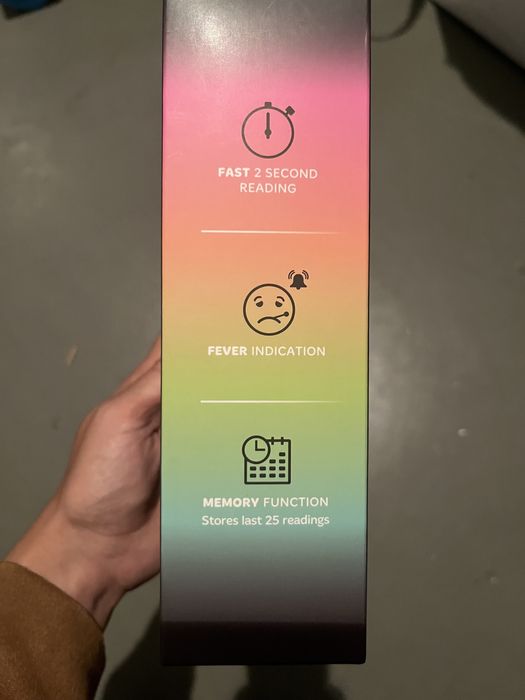 FAST 2 SECOND
READING
FEVER INDICATION
MEMORY FUNCTION
Stores last 25 readings